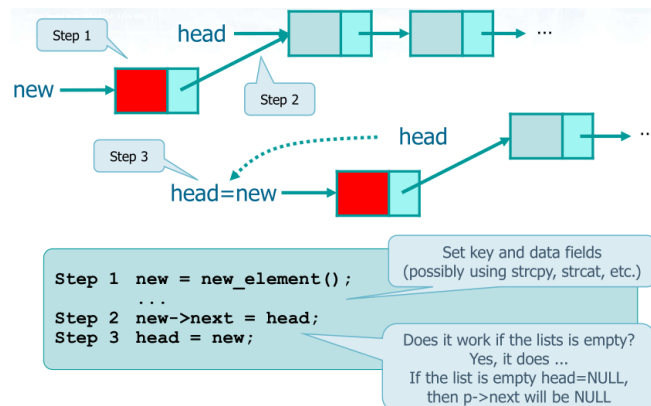 Step 1
head
...
new
Step 2
head
...
Step 3
head=new
Set key and data fields
(possibly using strcpy, strcat, etc.)
Step 1 new = new_element();
...
Step 2 new->next = head;
Step 3 head = new;
Does it work if the lists is empty?
Yes, it does ...
If the list is empty head=NULL,
then p->next will be NULL